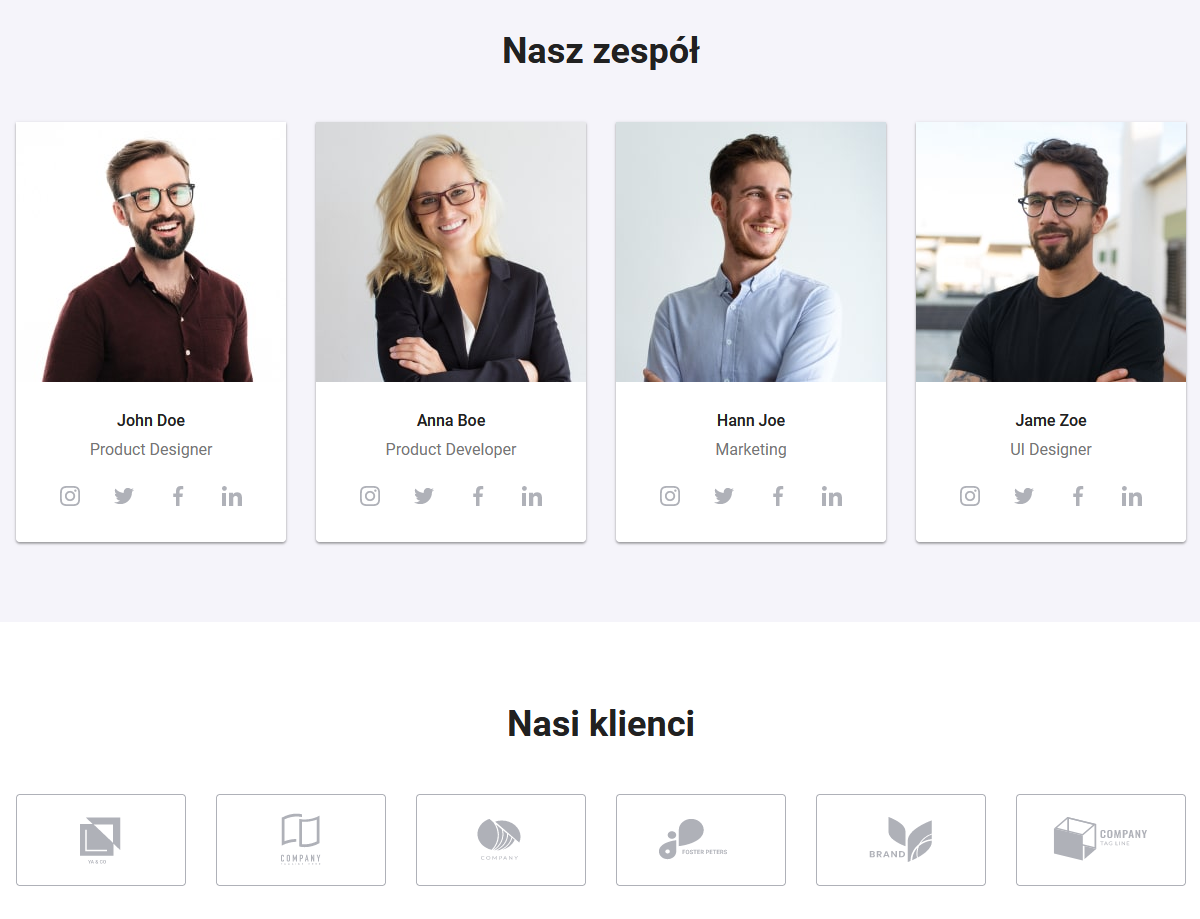 Nasz zespół
John Doe
Product Designer
Anna Boe
Product Developer
Hann Joe
Marketing
Jame Zoe
UI Designer
Nasi klienci
YA & CO
COMPANY
COMPANY
FOSTER PETERS
BRAND
COMPANY
TAG LINE